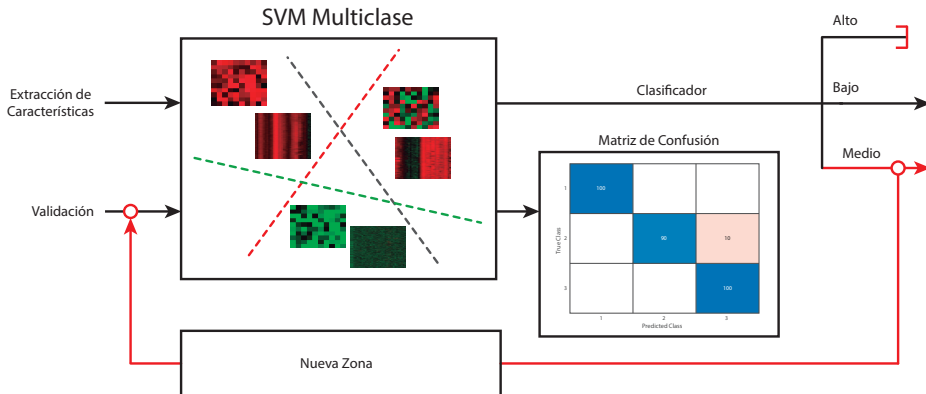 SVM Multiclase
Extracción de
Características
Validación
Clasificador
Alto
Bajo
Medio
Matriz de Confusión
True Class
1
100
2
90
10
3
100
1
2
3
Predicted Class
Nueva Zona